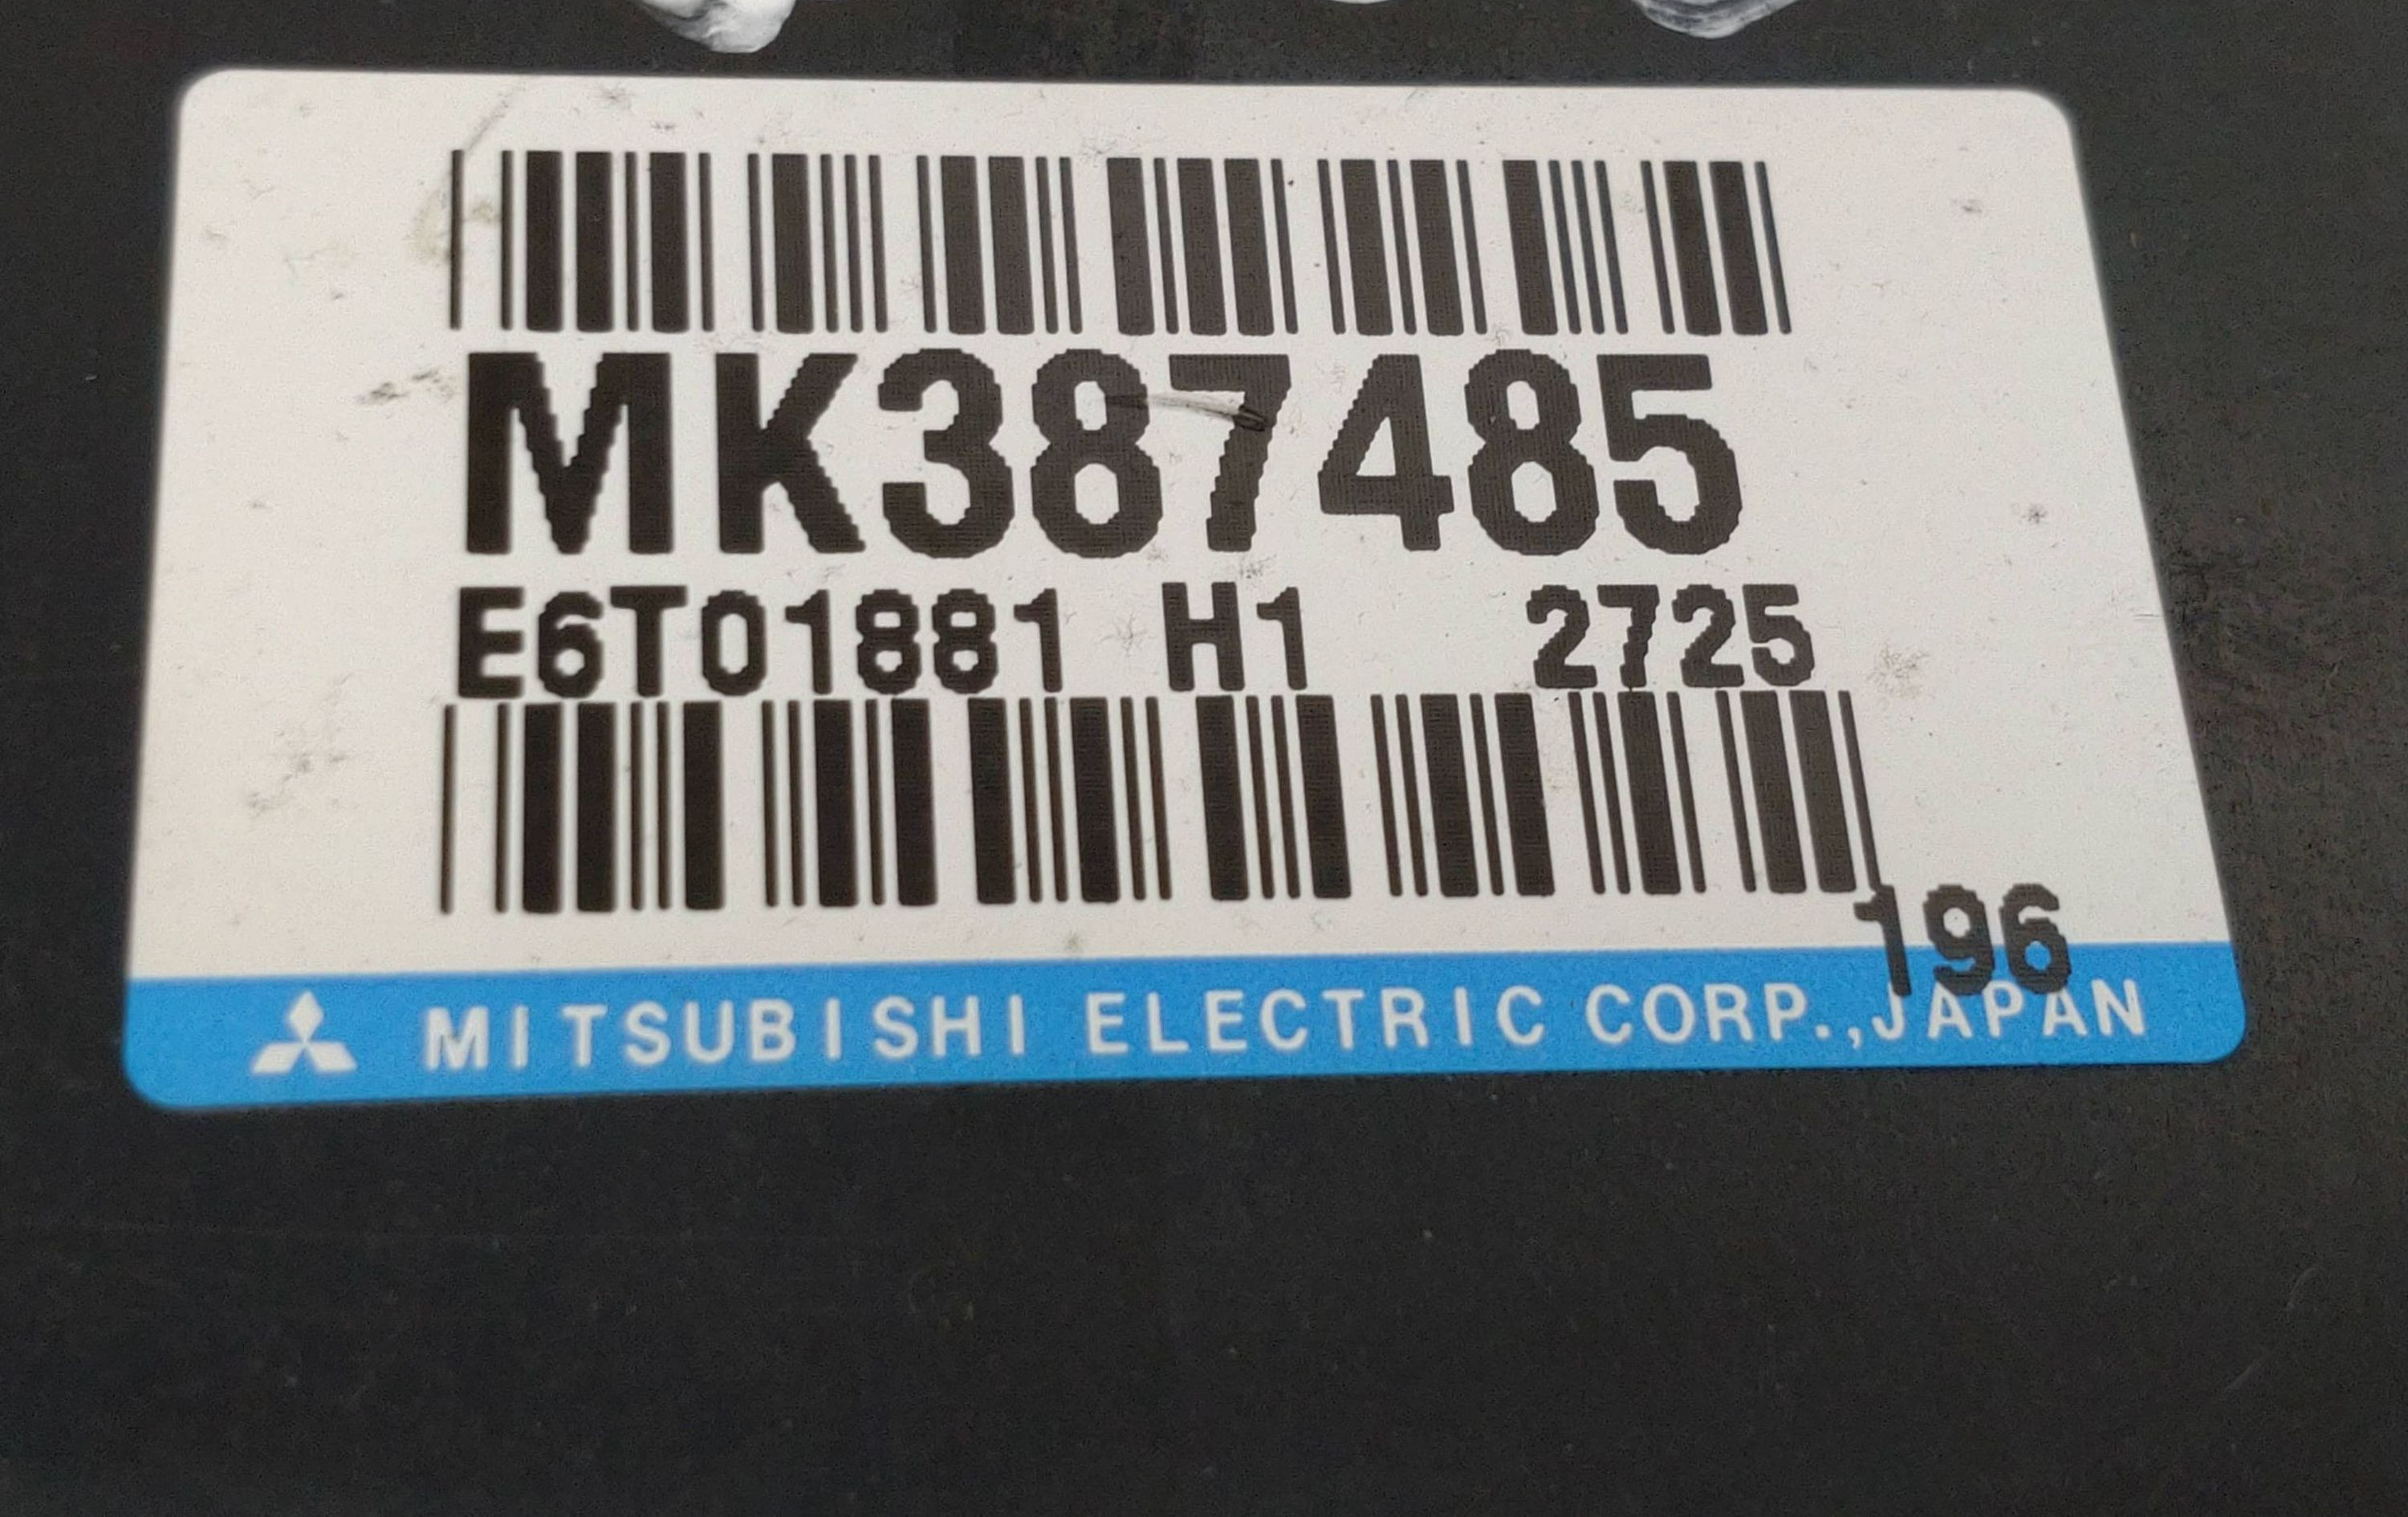 MK387485
E6T01881 H1 2725
196
MITSUBISHI ELECTRIC CORP.,JAPAN